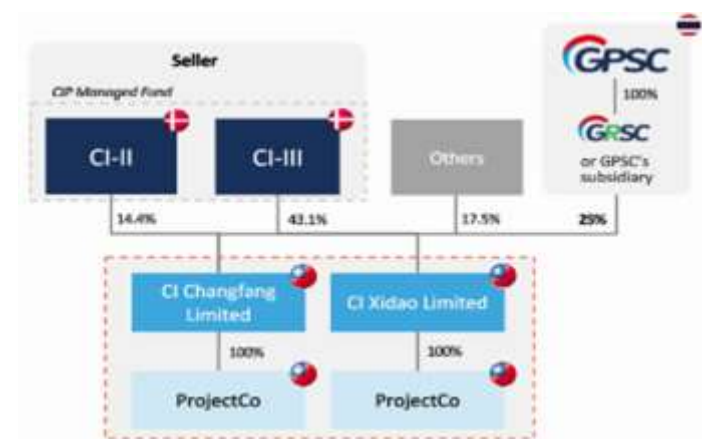 Seller
CIP Managed Fund
CI-II
CI-III
Others
GPSC
100%
GRSC
or GPSC's
subsidiary
14.4%
43.1%
17.5%
25%
CI Changfang
Limited
CI Xidao Limited
100%
100%
ProjectCo
ProjectCo